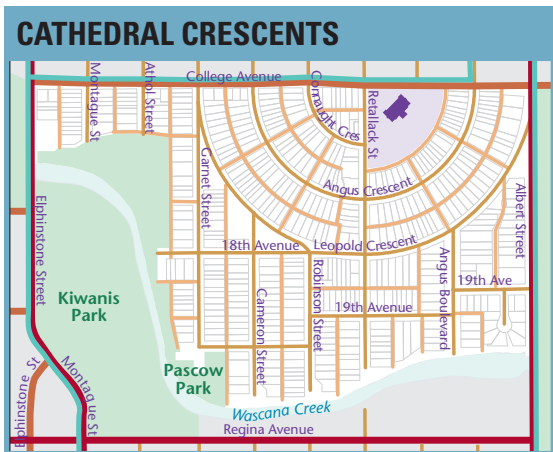 CATHEDRAL CRESCENTS
College Avenue
Montaque St
Athol Street
Connaught Cres
Retallack St
Garnet Street
Angus Crescent
Albert Street
Elphinstone Street
18th Avenue
Leopold Crescent
Angus Boulevard
Robinson Street
19th Ave
Cameron Street
19th Avenue
Kiwanis
Park
Pascow
Park
Elphinstone St
Montaque St
Wascana Creek
Regina Avenue